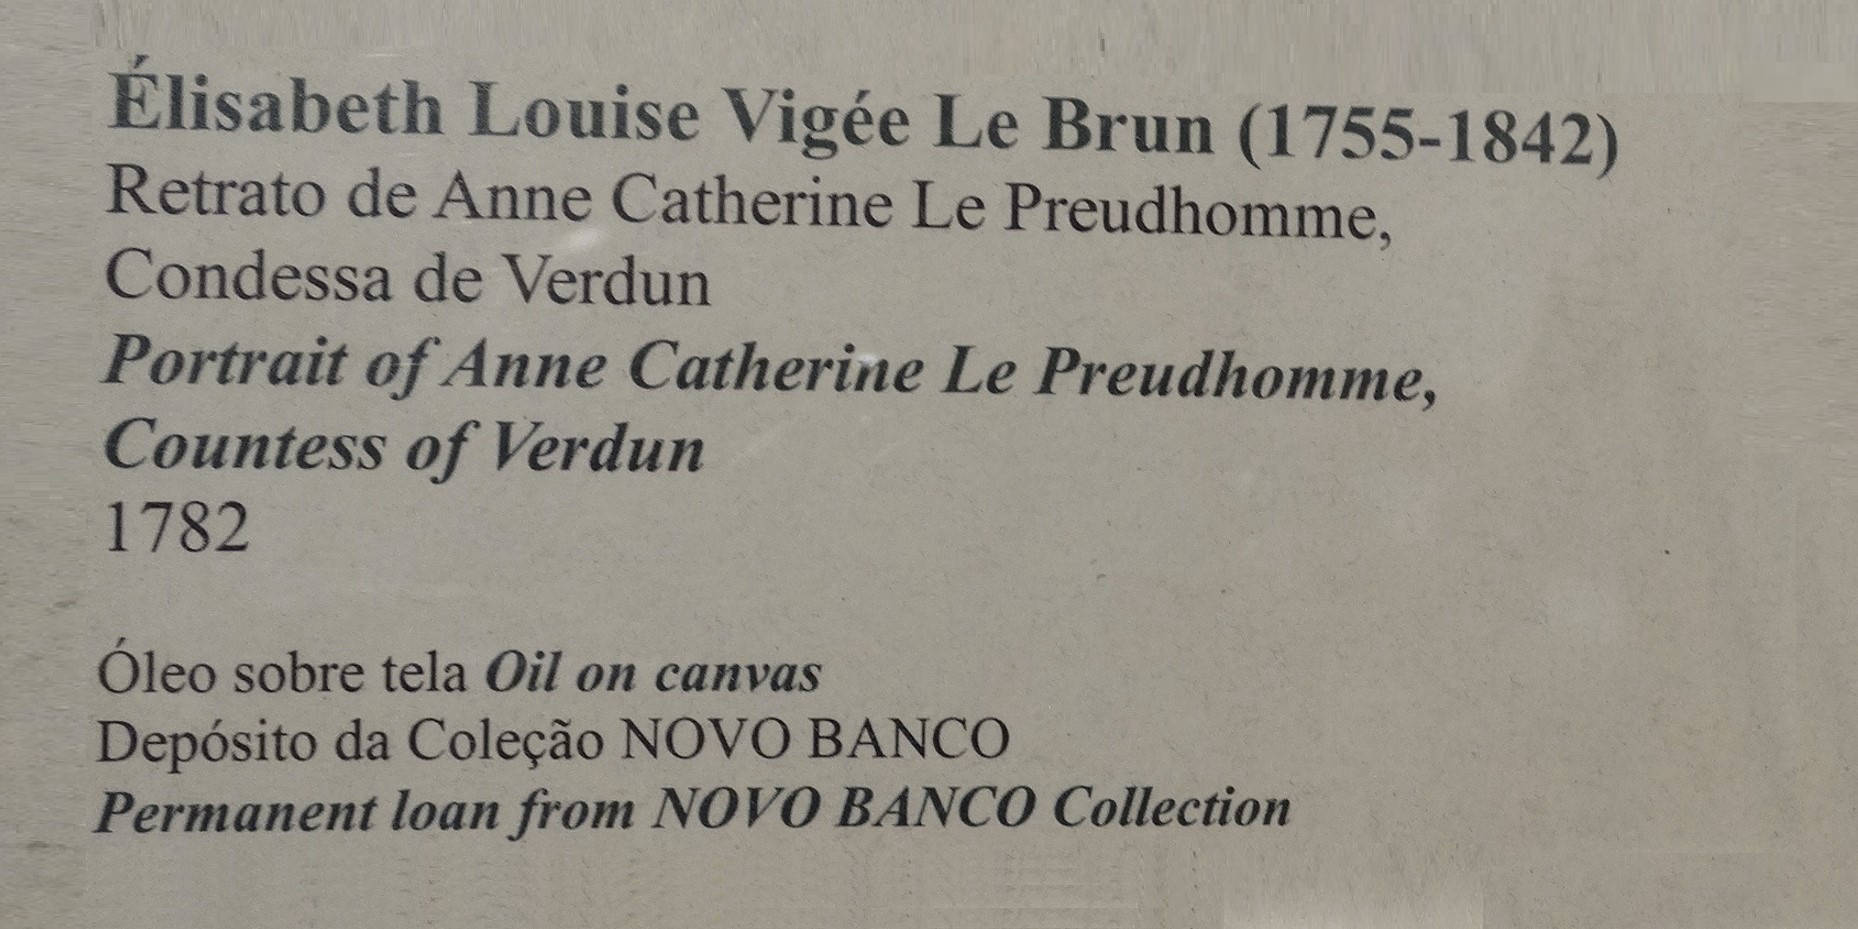 Élisabeth Louise Vigée Le Brun (1755-1842)
Retrato de Anne Catherine Le Preudhomme,
Condessa de Verdun
Portrait of Anne Catherine Le Preudhomme,
Countess of Verdun
1782
Óleo sobre tela Oil on canvas
Depósito da Coleção NOVO BANCO
Permanent loan from NOVO BANCO Collection